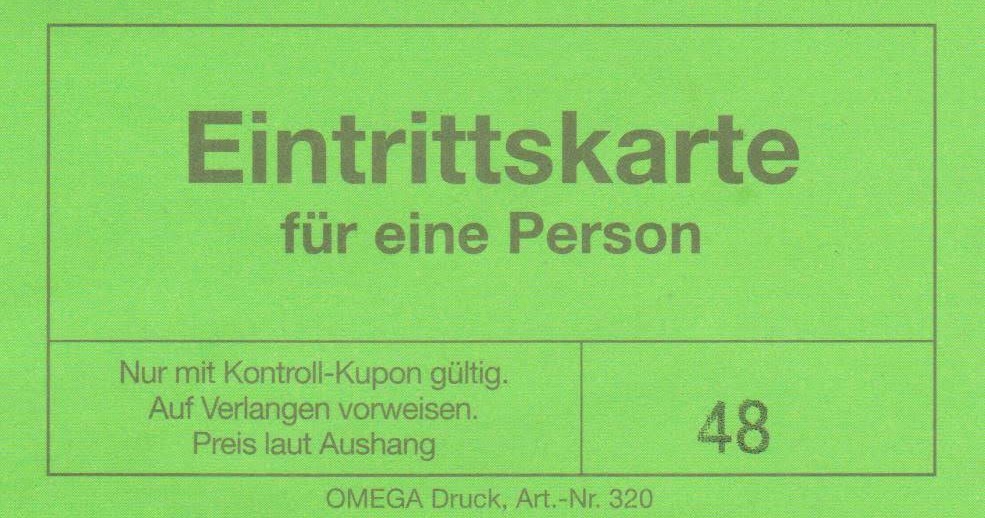 Eintrittskarte
für eine Person
Nur mit Kontroll-Kupon gültig.
Auf Verlangen vorweisen.
Preis laut Aushang
48
OMEGA Druck, Art.-Nr. 320